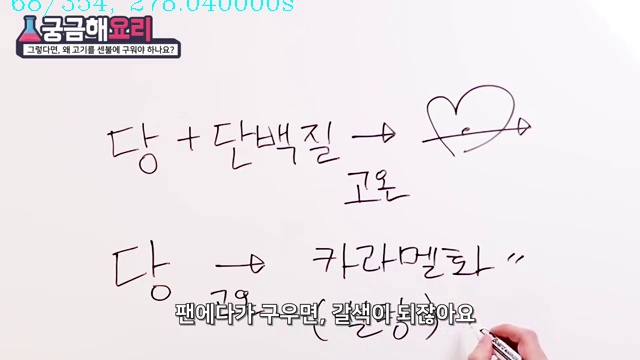 68/354, 278.040000s
궁금해요리
그렇다면, 왜 고기를 센불에 구워야 하나요?
당 + 단백질 →
고온
당 → 카라멜화 〃
고온
팬에다가 구우면, 갈색이 되잖아요